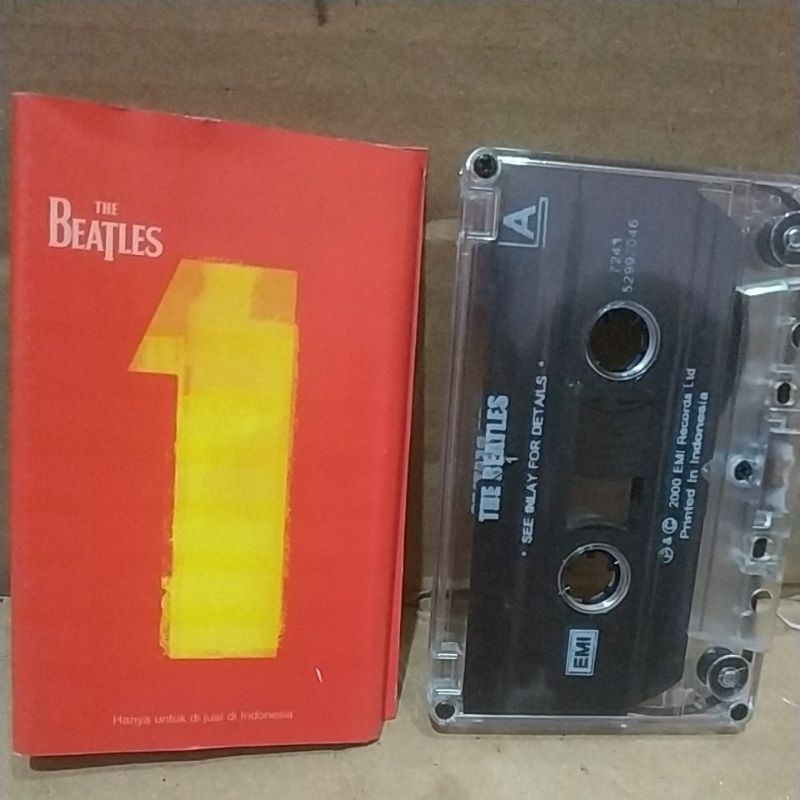 THE
BEATLES
1
Hanya untuk di jual di Indonesia
A
7241
5299 046
THE BEATLES
1
• SEE INLAY FOR DETAILS •
℗ & © 2000 EMI Records Ltd
Printed In Indonesia
EMI